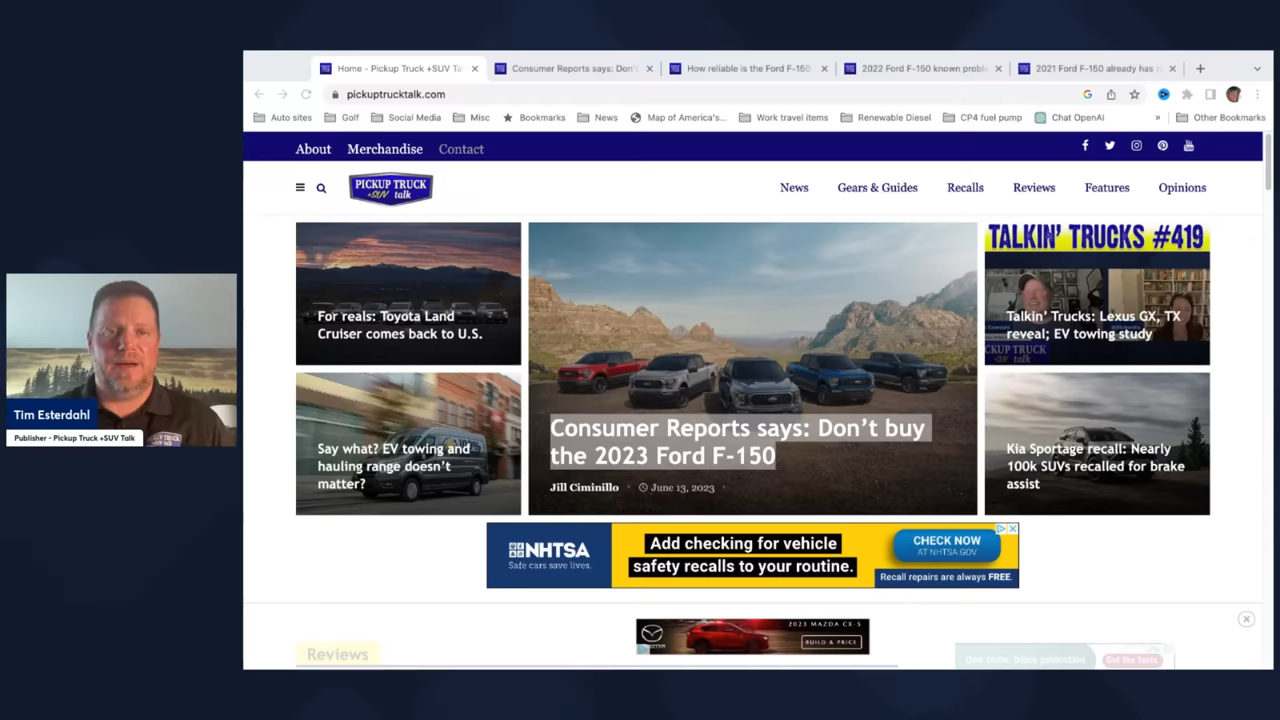 Home - Pickup Truck +SUV Tal
Consumer Reports says: Don'
How reliable is the Ford F-150
2022 Ford F-150 known probl
2021 Ford F-150 already has
pickuptrucktalk.com
Auto sites
Golf
Social Media
Misc
Bookmarks
News
Map of America's...
Work travel items
Renewable Diesel
CP4 fuel pump
Chat OpenAI
»
Other Bookmarks
About
Merchandise
Contact
PICKUP TRUCK
+SUV talk
News
Gears & Guides
Recalls
Reviews
Features
Opinions
For reals: Toyota Land
Cruiser comes back to U.S.
Say what? EV towing and
hauling range doesn't
matter?
Consumer Reports says: Don't buy
the 2023 Ford F-150
Jill Ciminillo
June 13, 2023
TALKIN' TRUCKS #419
Talkin' Trucks: Lexus GX, TX
reveal; EV towing study
PICKUP TRUCK
talk
Kia Sportage recall: Nearly
100k SUVs recalled for brake
assist
Tim Esterdahl
Publisher - Pickup Truck +SUV Talk
NHTSA
Safe cars save lives.
Add checking for vehicle
safety recalls to your routine.
CHECK NOW
AT NHTSA.GOV
Recall repairs are always FREE.
2023 MAZDA CX-5
BUILD & PRICE
Reviews
Get the facts